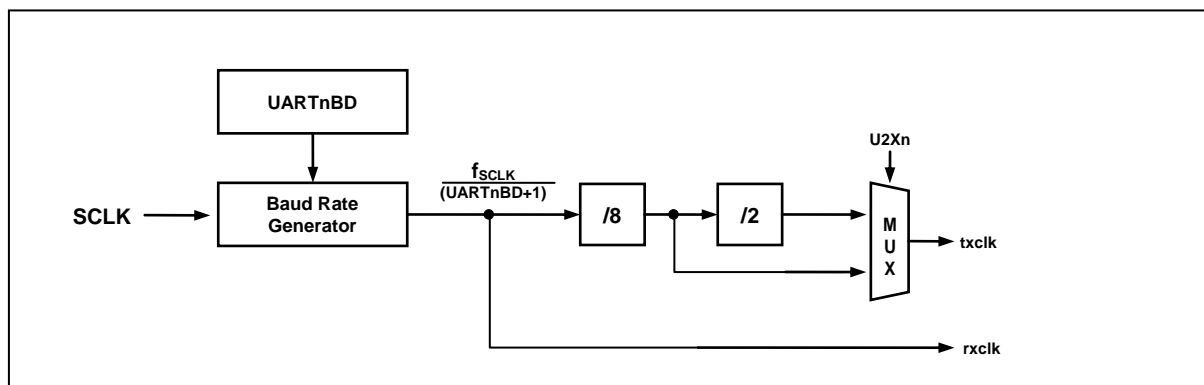 UARTnBD
U2Xn
fSCLK
(UARTnBD+1)
SCLK
Baud Rate
Generator
/8
/2
M
U
X
txclk
rxclk